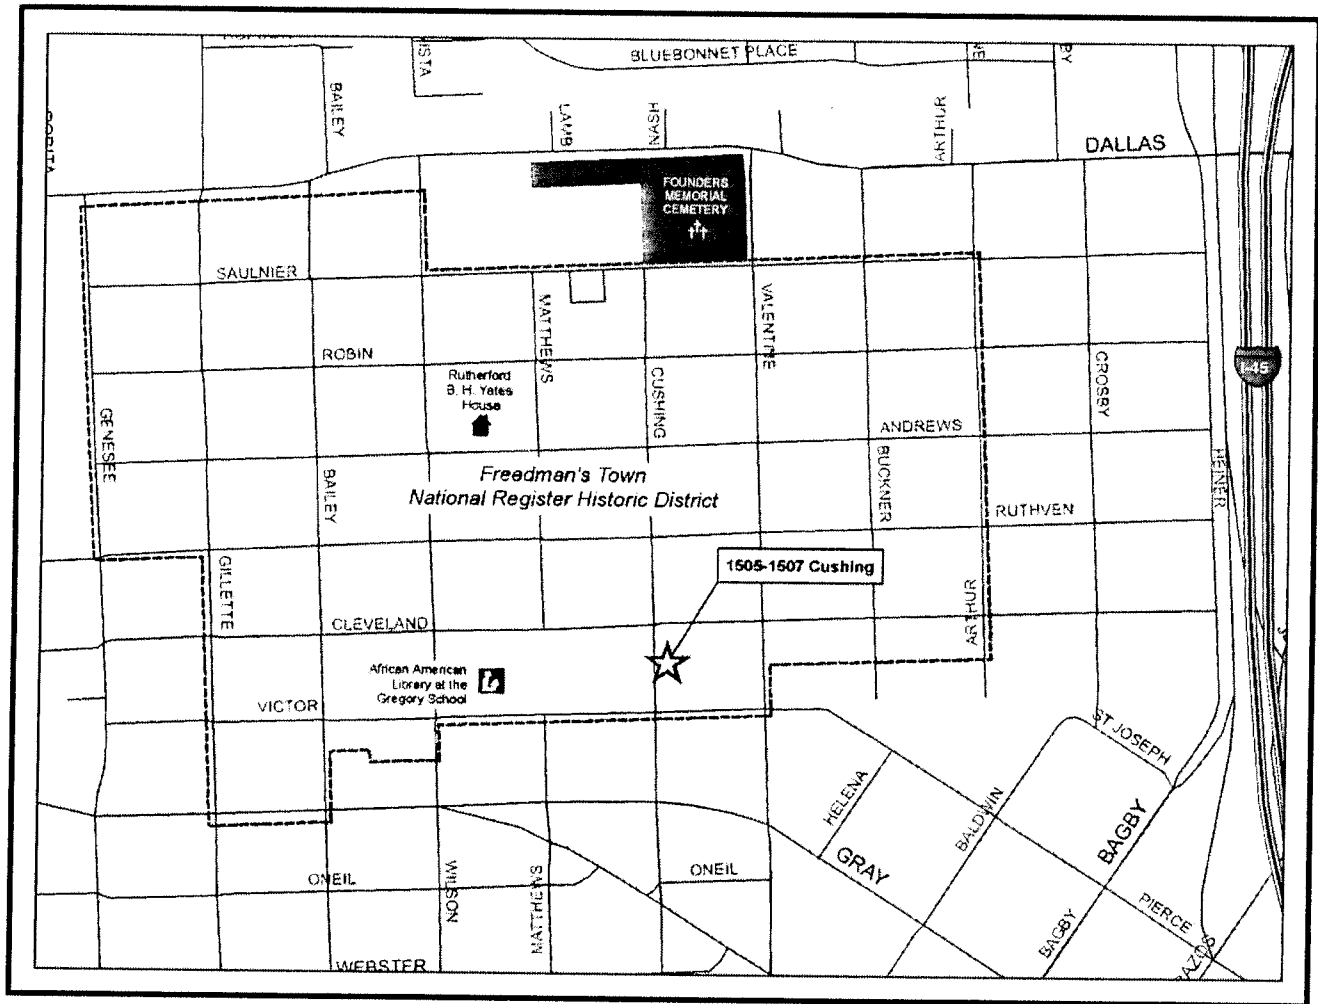 BLUEBONNET PLACE
BAILEY
LAMB
NASH
ARTHUR
DALLAS
FOUNDERS
MEMORIAL
CEMETERY
SAULNIER
MATTHEWS
VALENTINE
ROBIN
Rutherford
B. H. Yates
House
CUSHING
CROSBY
I-45
GENESEE
ANDREWS
BUCKNER
HEINER
BAILEY
Freedman's Town
National Register Historic District
RUTHVEN
GILLETTE
1505-1507 Cushing
ARTHUR
CLEVELAND
African American
Library at the
Gregory School
VICTOR
ST JOSEPH
HELENA
BALDWIN
BAGBY
GRAY
ONEIL
WILSON
MATTHEWS
ONEIL
BAGBY
PIERCE
WEBSTER